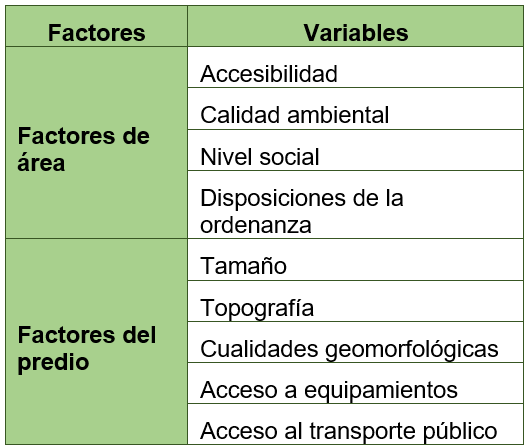 Factores
Variables
Factores de
área
Accesibilidad
Calidad ambiental
Nivel social
Disposiciones de la
ordenanza
Factores del
predio
Tamaño
Topografía
Cualidades geomorfológicas
Acceso a equipamientos
Acceso al transporte público